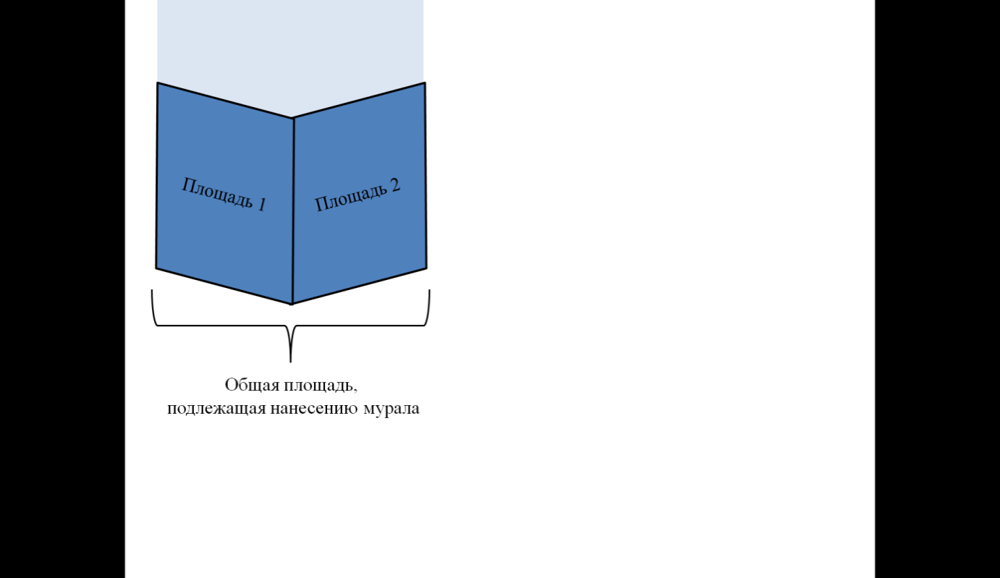 Площадь 1
Площадь 2
Общая площадь,
подлежащая нанесению мурала